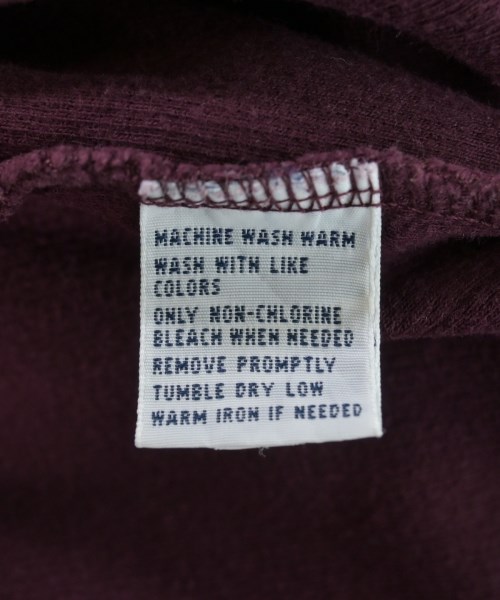 MACHINE WASH WARM
WASH WITH LIKE
COLORS
ONLY NON-CHLORINE
BLEACH WHEN NEEDED
REMOVE PROMPTLY
TUMBLE DRY LOW
WARM IRON IF NEEDED